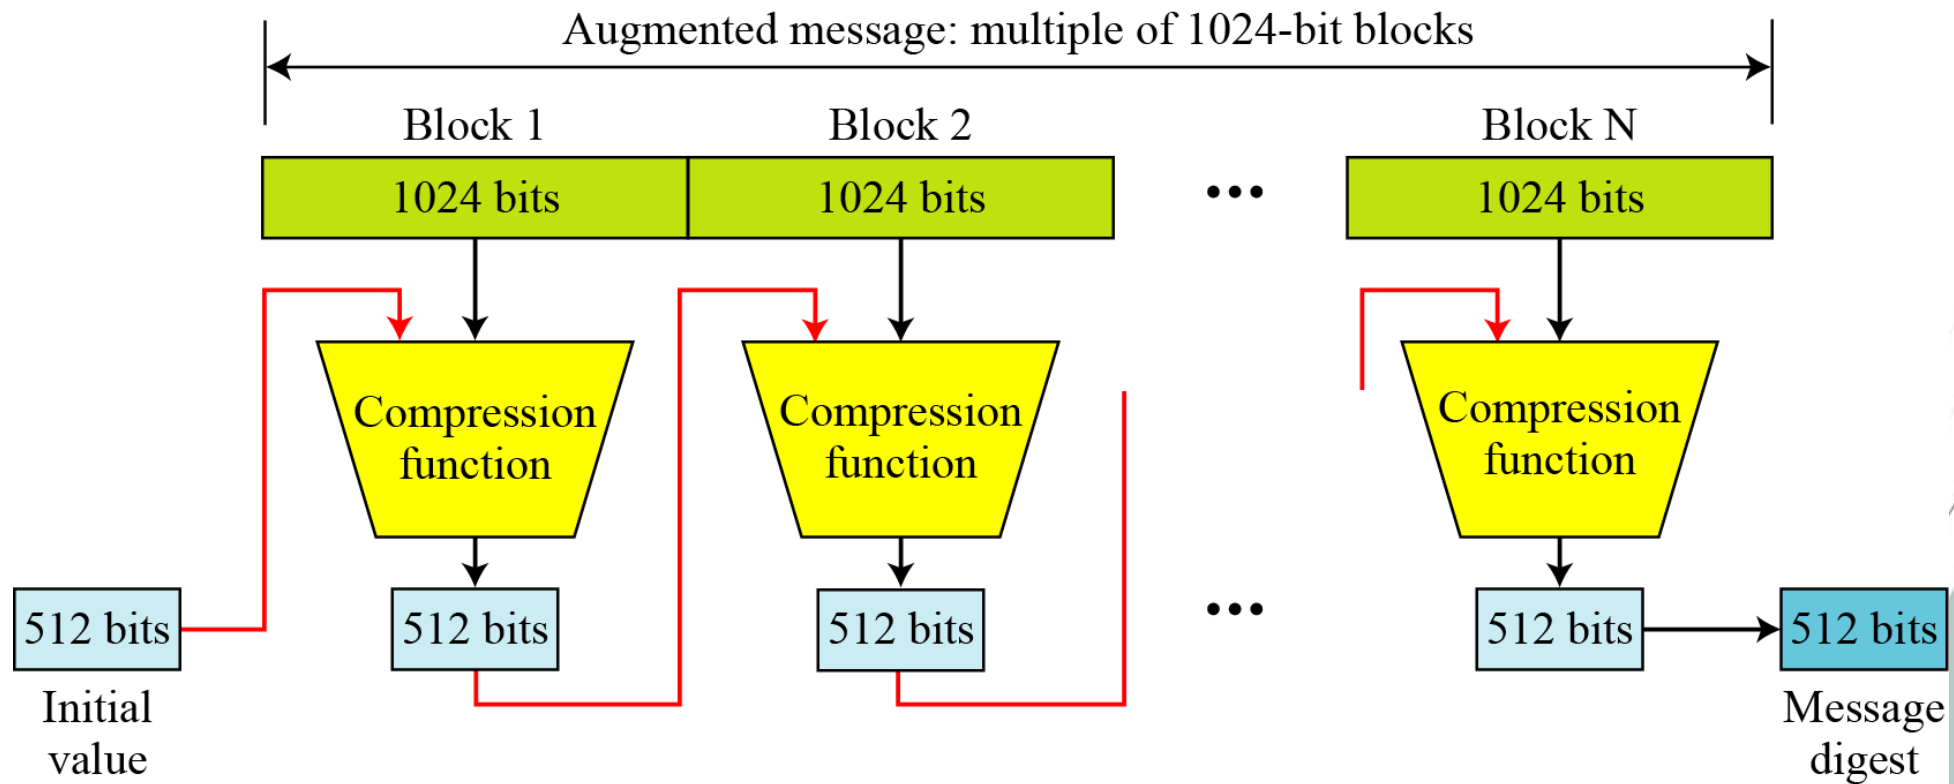 Augmented message: multiple of 1024-bit blocks
Block 1
Block 2
Block N
1024 bits
1024 bits
•••
1024 bits
Compression
function
Compression
function
Compression
function
512 bits
512 bits
512 bits
•••
512 bits
512 bits
Initial
value
Message
digest